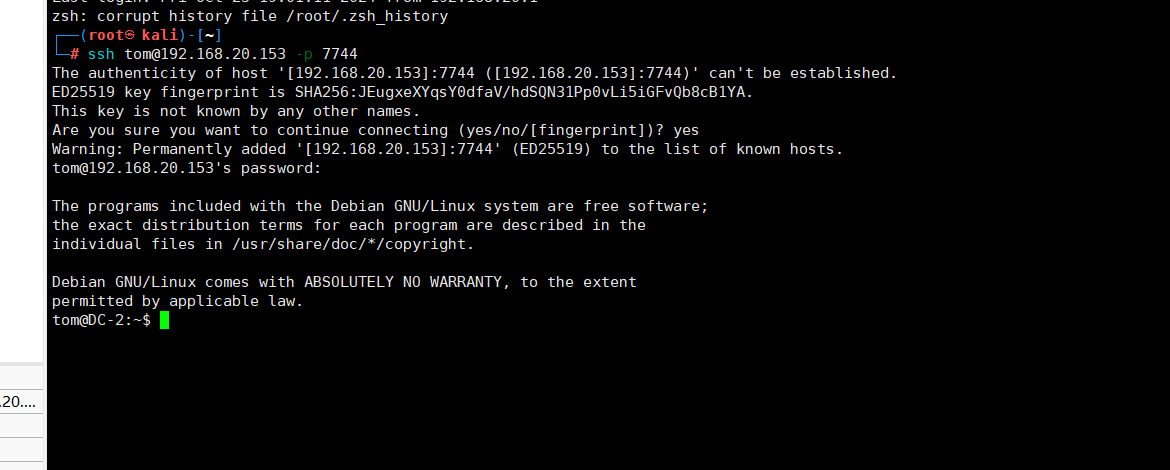 zsh: corrupt history file /root/.zsh_history
┌──(root㉿ kali)-[~]
└─# ssh tom@192.168.20.153 -p 7744
The authenticity of host '[192.168.20.153]:7744 ([192.168.20.153]:7744)' can't be established.
ED25519 key fingerprint is SHA256:JEugxeXYqsY0dfaV/hdSQN31Pp0vLi5iGFvQb8cB1YA.
This key is not known by any other names.
Are you sure you want to continue connecting (yes/no/[fingerprint])? yes
Warning: Permanently added '[192.168.20.153]:7744' (ED25519) to the list of known hosts.
tom@192.168.20.153's password:
The programs included with the Debian GNU/Linux system are free software;
the exact distribution terms for each program are described in the
individual files in /usr/share/doc/*/copyright.
Debian GNU/Linux comes with ABSOLUTELY NO WARRANTY, to the extent
permitted by applicable law.
tom@DC-2:~$
.20....